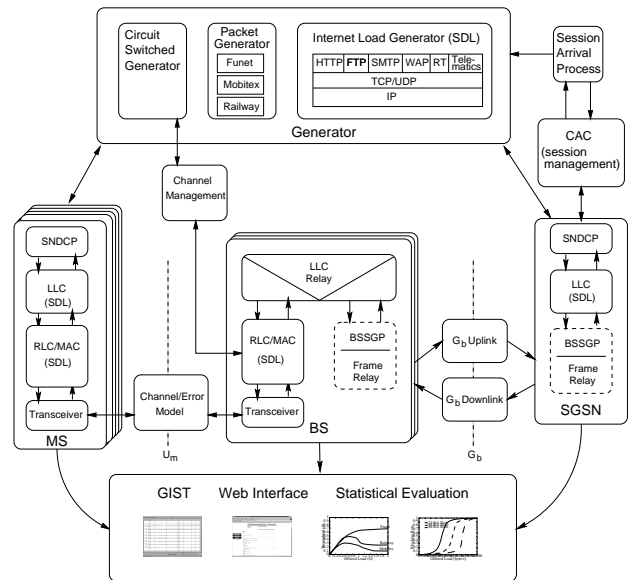 Circuit
Switched
Generator
Packet
Generator
Funet
Mobitex
Railway
Internet Load Generator (SDL)
HTTP FTP SMTP WAP RT Tele-
matics
TCP/UDP
IP
Generator
Session
Arrival
Process
CAC
(session
management)
Channel
Management
SNDCP
LLC
(SDL)
RLC/MAC
(SDL)
Transceiver
MS
Channel/Error
Model
Um
LLC
Relay
RLC/MAC
(SDL)
BSSGP
Frame
Relay
Transceiver
BS
Gb Uplink
Gb Downlink
Gb
SNDCP
LLC
(SDL)
BSSGP
Frame
Relay
SGSN
GIST Web Interface Statistical Evaluation